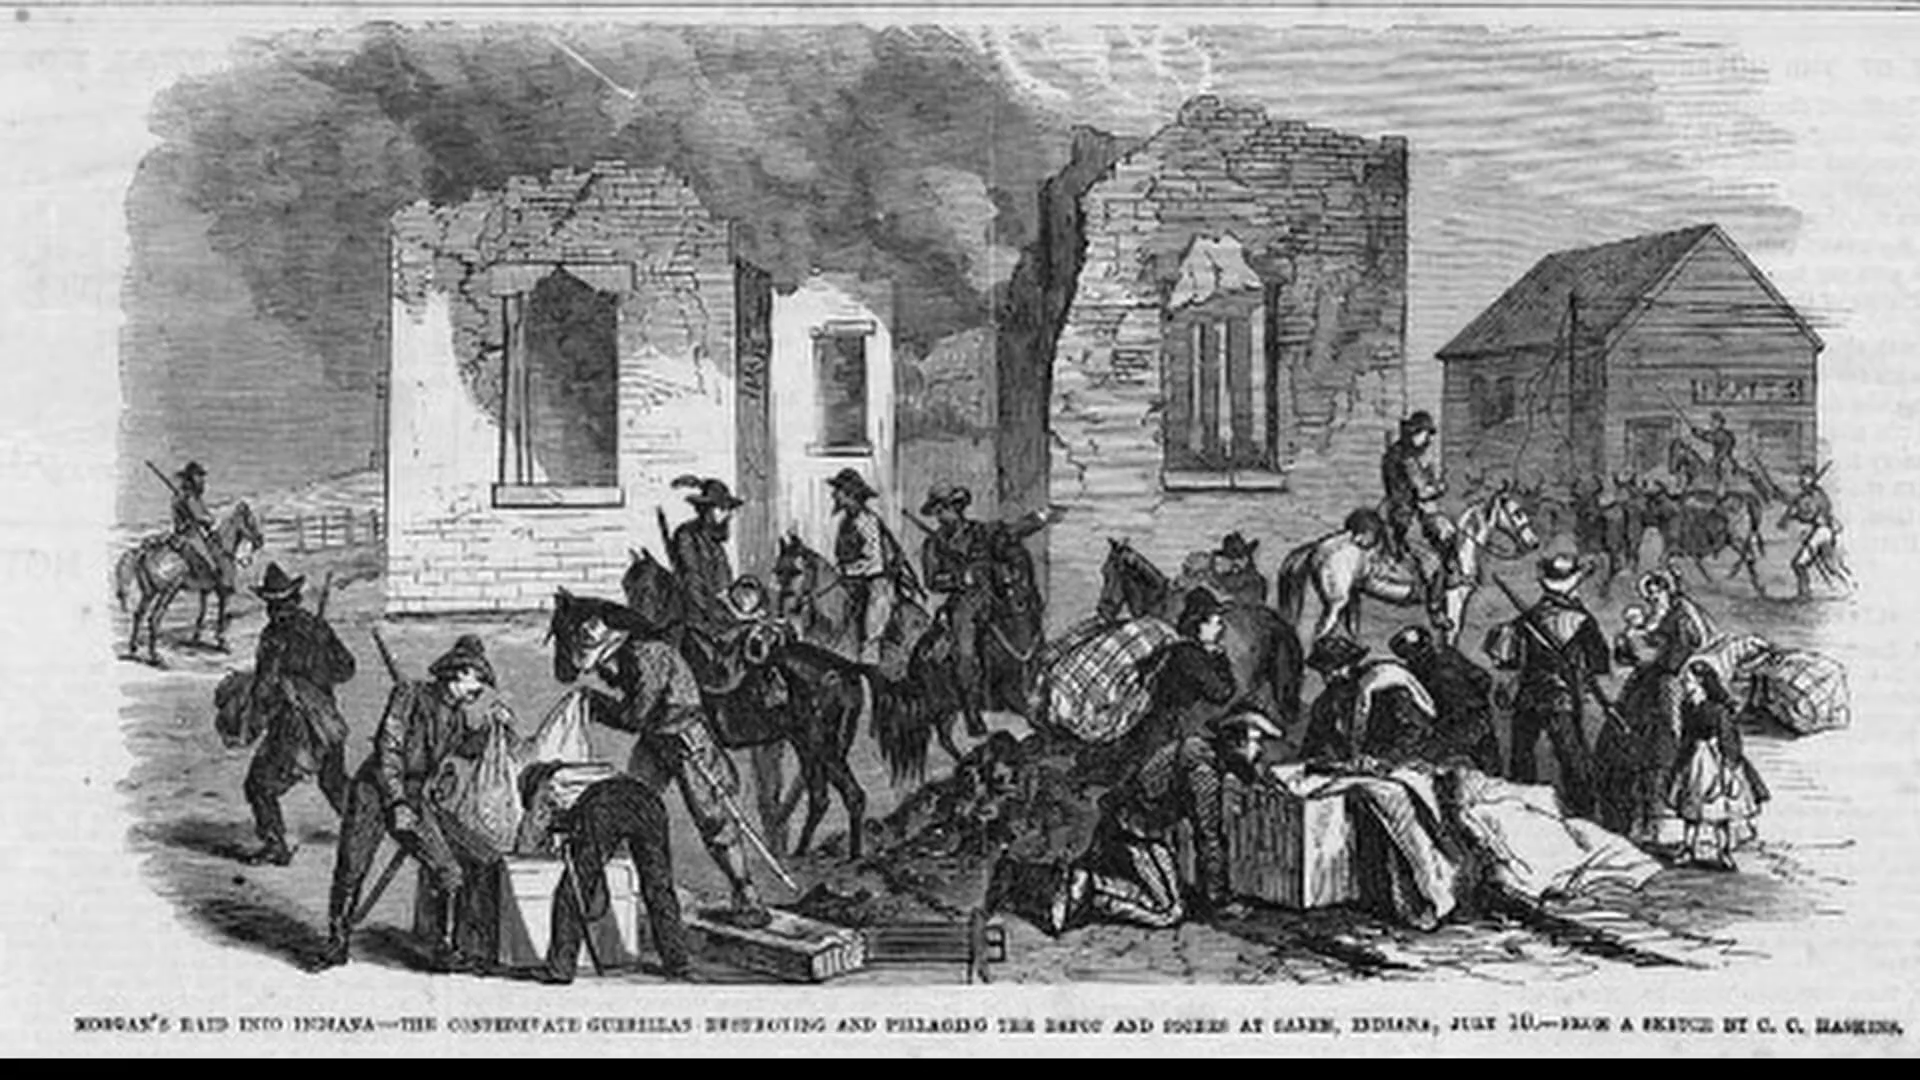 MORGAN'S RAID INTO INDIANA—THE CONFEDERATE GUERILLAS DESTROYING AND PILLAGING THE DEPOT AND STORES AT SALEM, INDIANA, JULY 10.—FROM A SKETCH BY C. C. HASKINS.